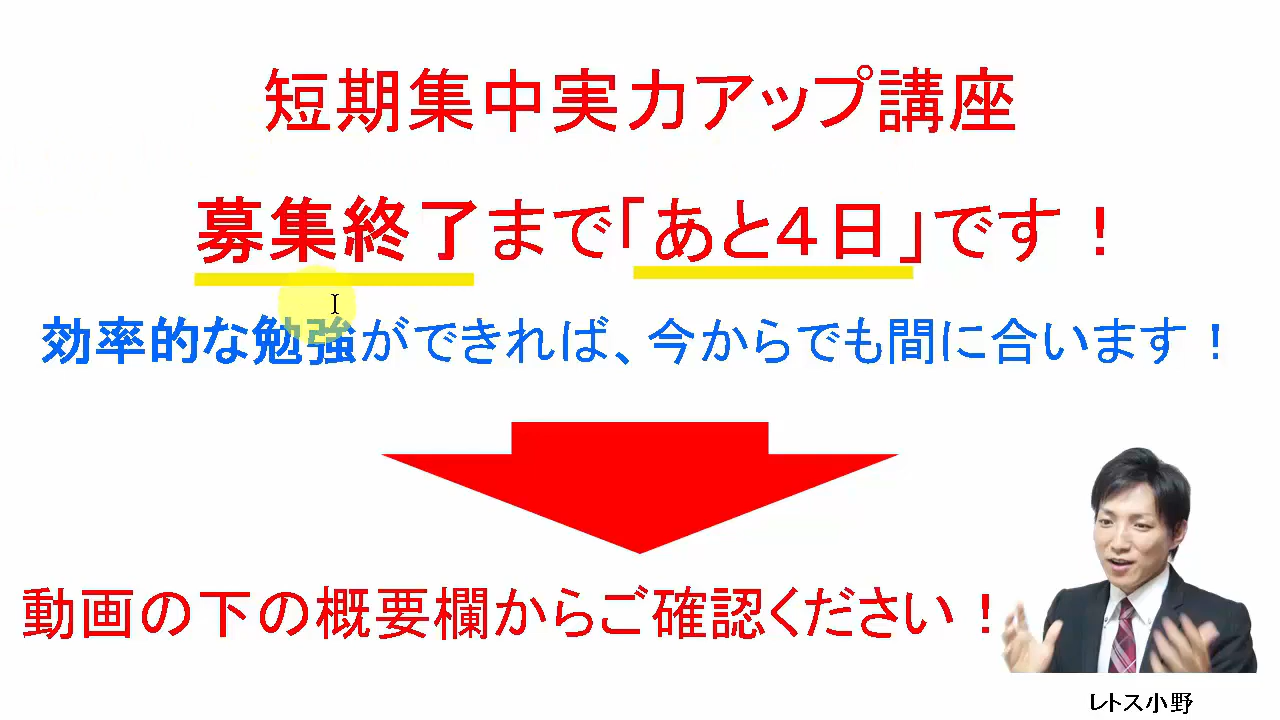 短期集中実力アップ講座
募集終了まで「あと４日」です！
効率的な勉強ができれば、今からでも間に合います！
動画の下の概要欄からご確認ください！
レトス小野